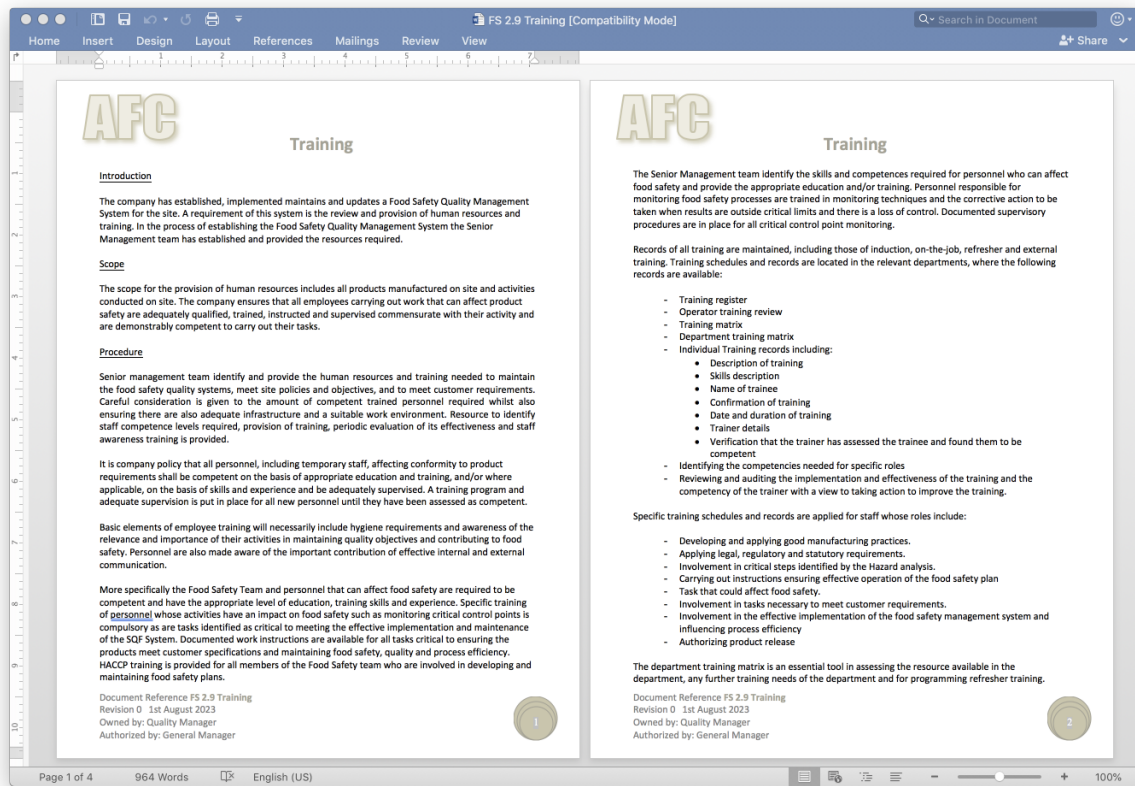 FS 2.9 Training [Compatibility Mode]
Search in Document
Home Insert Design Layout References Mailings Review View
Share
1 2 3 4 5 6 7
AFC
Training
Introduction
The company has established, implemented maintains and updates a Food Safety Quality Management
System for the site. A requirement of this system is the review and provision of human resources and
training. In the process of establishing the Food Safety Quality Management System the Senior
Management team has established and provided the resources required.
Scope
The scope for the provision of human resources includes all products manufactured on site and activities
conducted on site. The company ensures that all employees carrying out work that can affect product
safety are adequately qualified, trained, instructed and supervised commensurate with their activity and
are demonstrably competent to carry out their tasks.
Procedure
Senior management team identify and provide the human resources and training needed to maintain
the food safety quality systems, meet site policies and objectives, and to meet customer requirements.
Careful consideration is given to the amount of competent trained personnel required whilst also
ensuring there are also adequate infrastructure and a suitable work environment. Resource to identify
staff competence levels required, provision of training, periodic evaluation of its effectiveness and staff
awareness training is provided.
It is company policy that all personnel, including temporary staff, affecting conformity to product
requirements shall be competent on the basis of appropriate education and training, and/or where
applicable, on the basis of skills and experience and be adequately supervised. A training program and
adequate supervision is put in place for all new personnel until they have been assessed as competent.
Basic elements of employee training will necessarily include hygiene requirements and awareness of the
relevance and importance of their activities in maintaining quality objectives and contributing to food
safety. Personnel are also made aware of the important contribution of effective internal and external
communication.
More specifically the Food Safety Team and personnel that can affect food safety are required to be
competent and have the appropriate level of education, training skills and experience. Specific training
of personnel whose activities have an impact on food safety such as monitoring critical control points is
compulsory as are tasks identified as critical to meeting the effective implementation and maintenance
of the SQF System. Documented work instructions are available for all tasks critical to ensuring the
products meet customer specifications and maintaining food safety, quality and process efficiency.
HACCP training is provided for all members of the Food Safety team who are involved in developing and
maintaining food safety plans.
Document Reference FS 2.9 Training
Revision 0 1st August 2023
Owned by: Quality Manager
Authorized by: General Manager
1
AFC
Training
The Senior Management team identify the skills and competences required for personnel who can affect
food safety and provide the appropriate education and/or training. Personnel responsible for
monitoring food safety processes are trained in monitoring techniques and the corrective action to be
taken when results are outside critical limits and there is a loss of control. Documented supervisory
procedures are in place for all critical control point monitoring.
Records of all training are maintained, including those of induction, on-the-job, refresher and external
training. Training schedules and records are located in the relevant departments, where the following
records are available:
- Training register
- Operator training review
- Training matrix
- Department training matrix
- Individual Training records including:
• Description of training
• Skills description
• Name of trainee
• Confirmation of training
• Date and duration of training
• Trainer details
• Verification that the trainer has assessed the trainee and found them to be
competent
- Identifying the competencies needed for specific roles
- Reviewing and auditing the implementation and effectiveness of the training and the
competency of the trainer with a view to taking action to improve the training.
Specific training schedules and records are applied for staff whose roles include:
- Developing and applying good manufacturing practices.
- Applying legal, regulatory and statutory requirements.
- Involvement in critical steps identified by the Hazard analysis.
- Carrying out instructions ensuring effective operation of the food safety plan
- Task that could affect food safety.
- Involvement in tasks necessary to meet customer requirements.
- Involvement in the effective implementation of the food safety management system and
influencing process efficiency
- Authorizing product release
The department training matrix is an essential tool in assessing the resource available in the
department, any further training needs of the department and for programming refresher training.
Document Reference FS 2.9 Training
Revision 0 1st August 2023
Owned by: Quality Manager
Authorized by: General Manager
2
Page 1 of 4 964 Words English (US) 100%